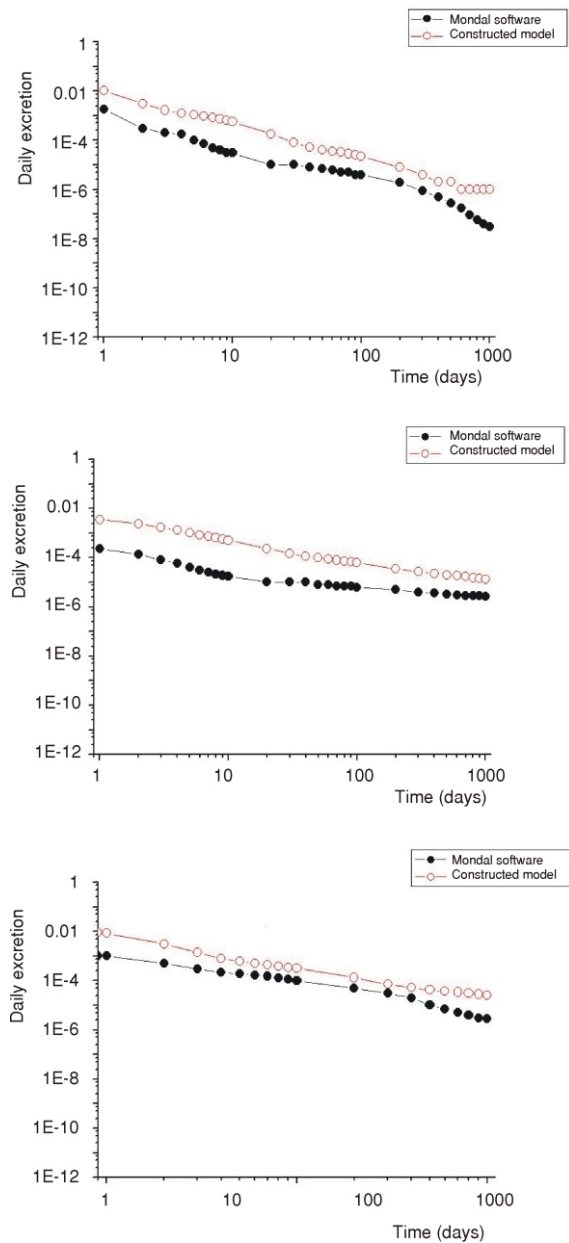 Mondal software
Constructed model
1
0.01
1E-4
1E-6
1E-8
1E-10
1E-12
Daily excretion
1 10 100 1000
Time (days)
Mondal software
Constructed model
1
0.01
1E-4
1E-6
1E-8
1E-10
1E-12
Daily excretion
1 10 100 1000
Time (days)
Mondal software
Constructed model
1
0.01
1E-4
1E-6
1E-8
1E-10
1E-12
Daily excretion
1 10 100 1000
Time (days)